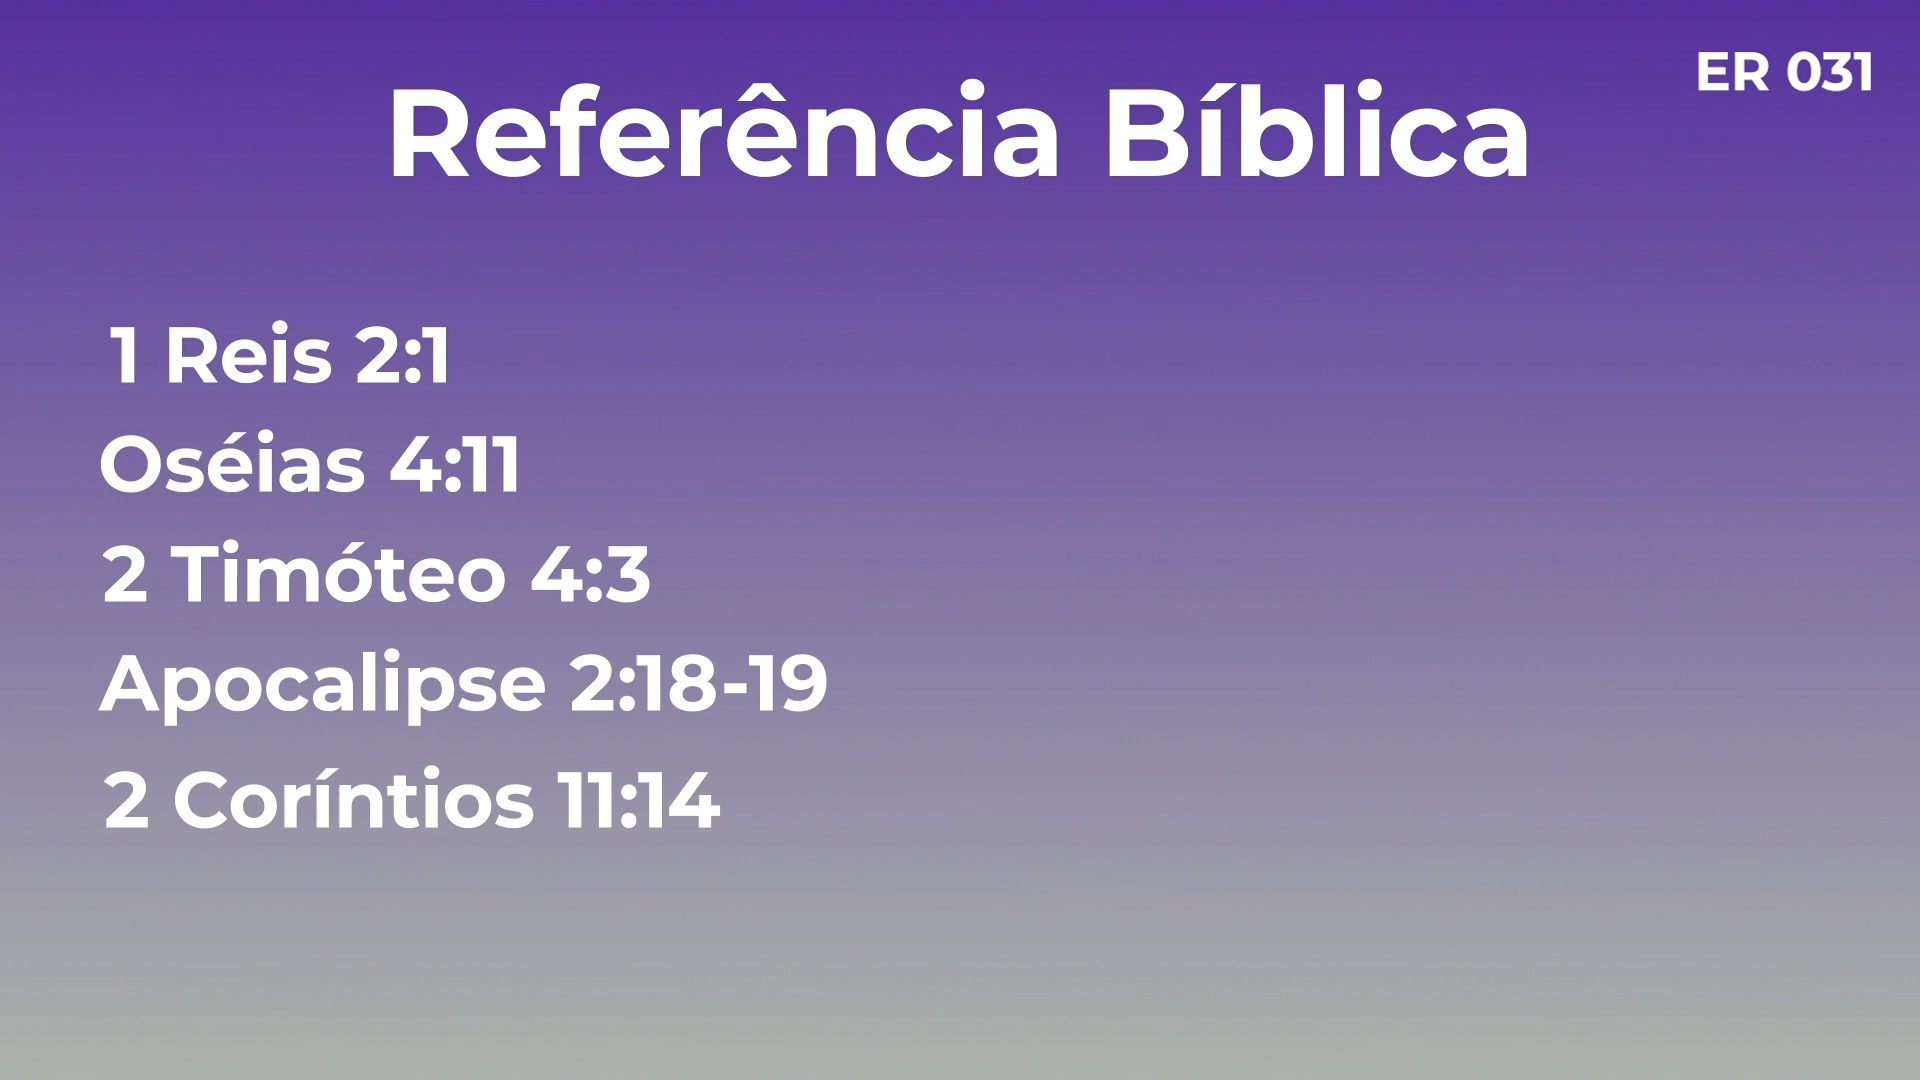 ER 031
Referência Bíblica
1 Reis 2:1
Oséias 4:11
2 Timóteo 4:3
Apocalipse 2:18-19
2 Coríntios 11:14